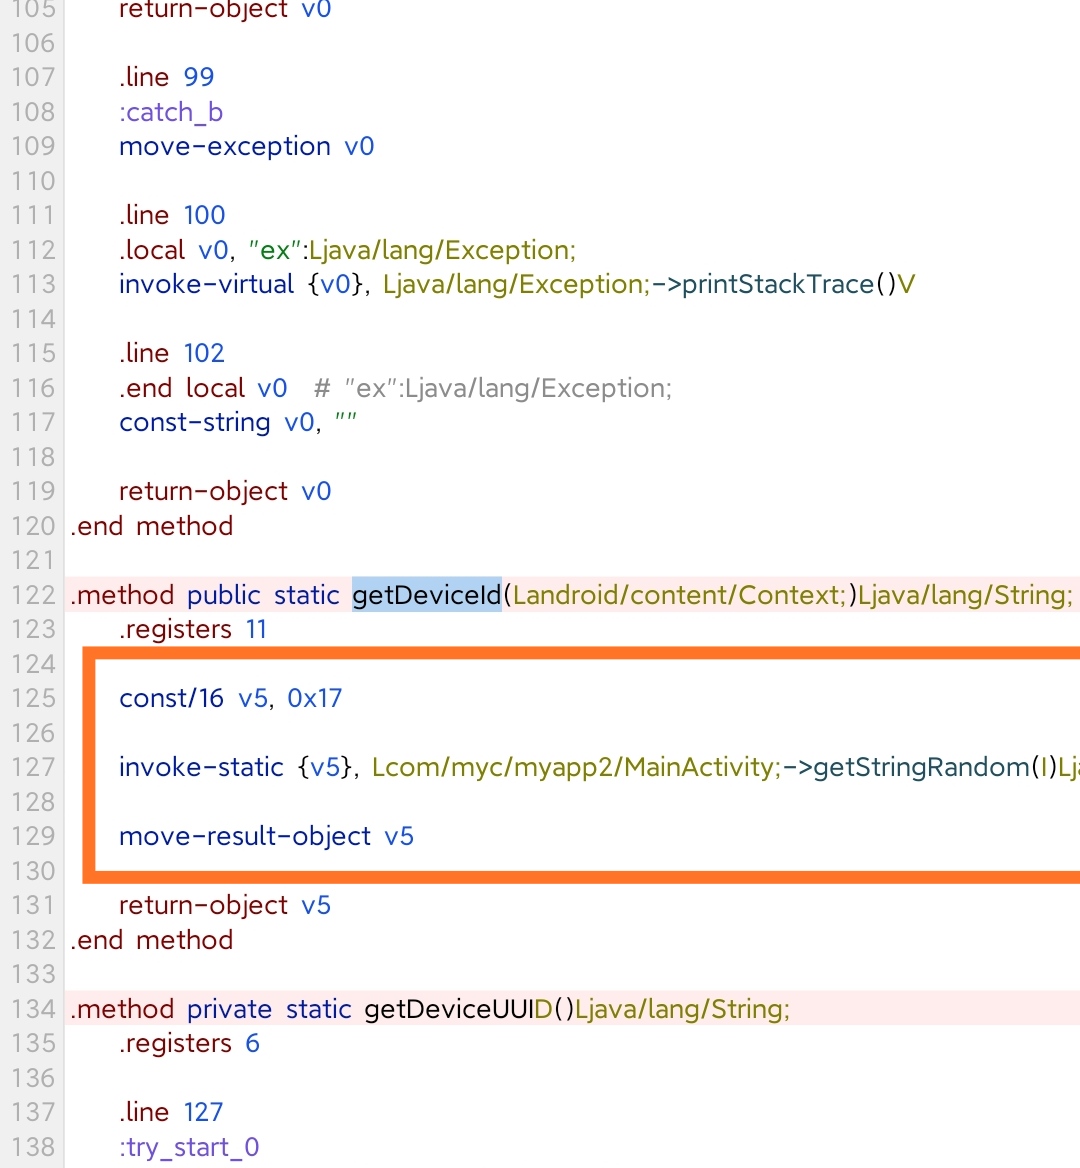 105 return-object v0
106
107 .line 99
108 :catch_b
109 move-exception v0
110
111 .line 100
112 .local v0, "ex":Ljava/lang/Exception;
113 invoke-virtual {v0}, Ljava/lang/Exception;->printStackTrace()V
114
115 .line 102
116 .end local v0 # "ex":Ljava/lang/Exception;
117 const-string v0, ""
118
119 return-object v0
120 .end method
121
122 .method public static getDeviceId(Landroid/content/Context;)Ljava/lang/String;
123 .registers 11
124
125 const/16 v5, 0x17
126
127 invoke-static {v5}, Lcom/myc/myapp2/MainActivity;->getStringRandom(I)Lj
128
129 move-result-object v5
130
131 return-object v5
132 .end method
133
134 .method private static getDeviceUUID()Ljava/lang/String;
135 .registers 6
136
137 .line 127
138 :try_start_0